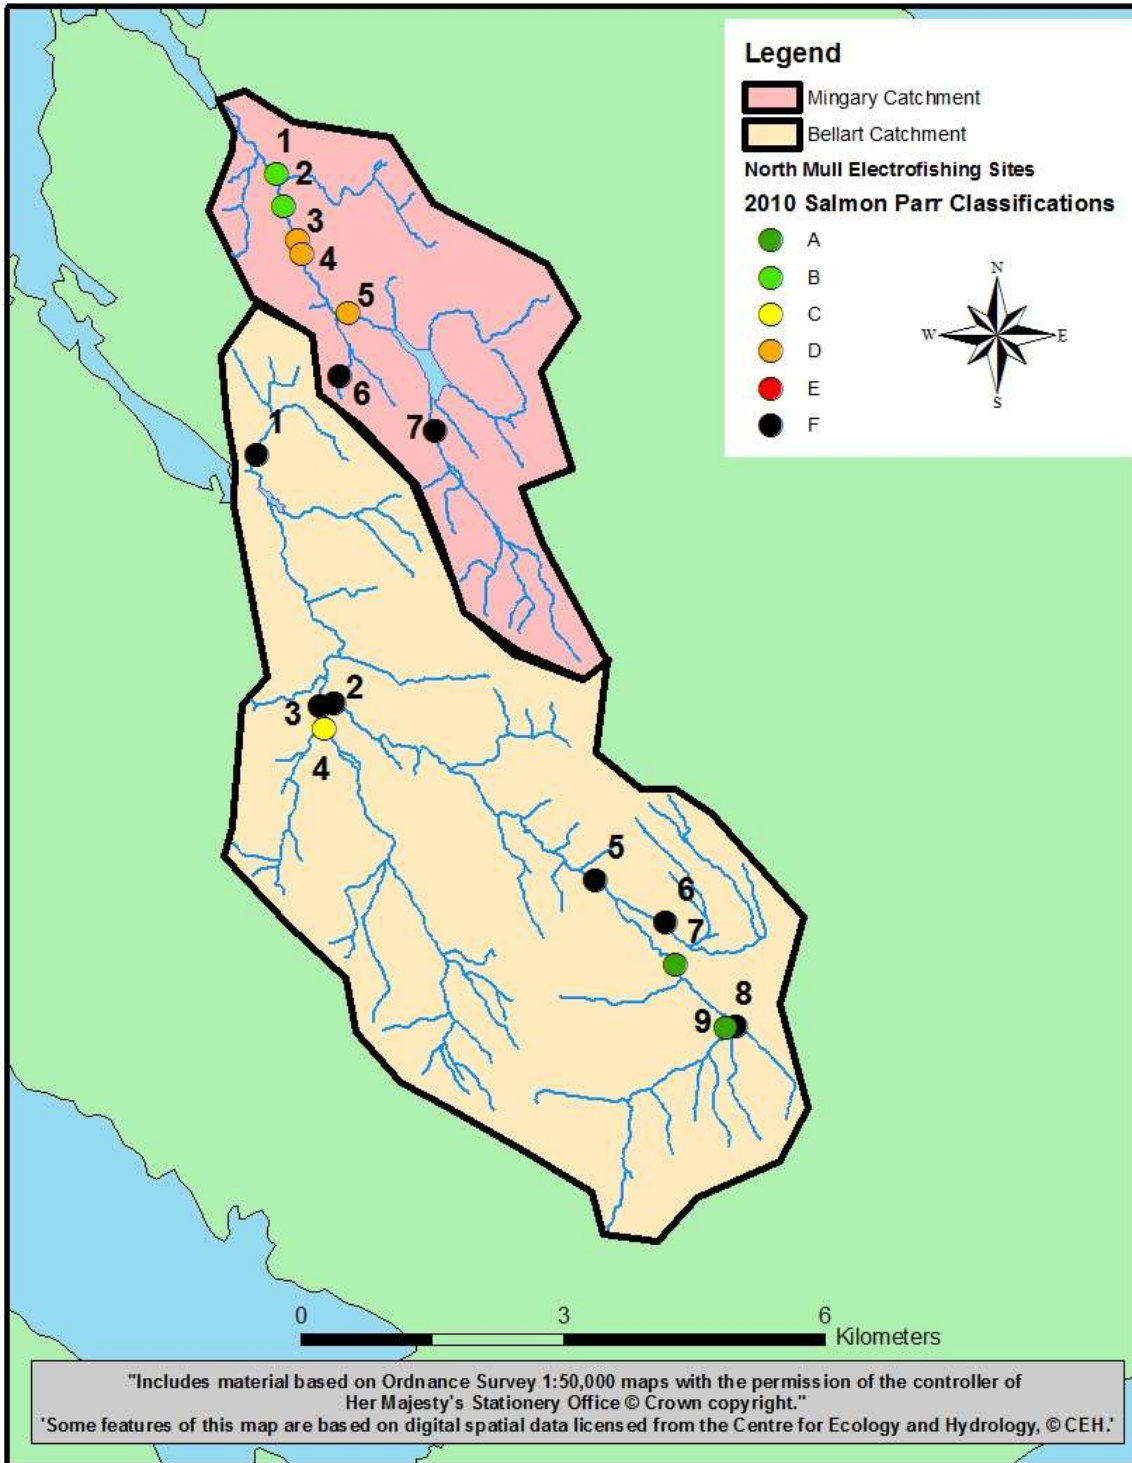 Legend
Mingary Catchment
Bellart Catchment
North Mull Electrofishing Sites
2010 Salmon Parr Classifications
A
B
C
D
E
F
N
W E
S
1
2
3
4
5
6
7
1
2
3
4
5
6
7
8
9
0 3 6
Kilometers
"Includes material based on Ordnance Survey 1:50,000 maps with the permission of the controller of
Her Majesty's Stationery Office © Crown copyright."
'Some features of this map are based on digital spatial data licensed from the Centre for Ecology and Hydrology, © CEH.'